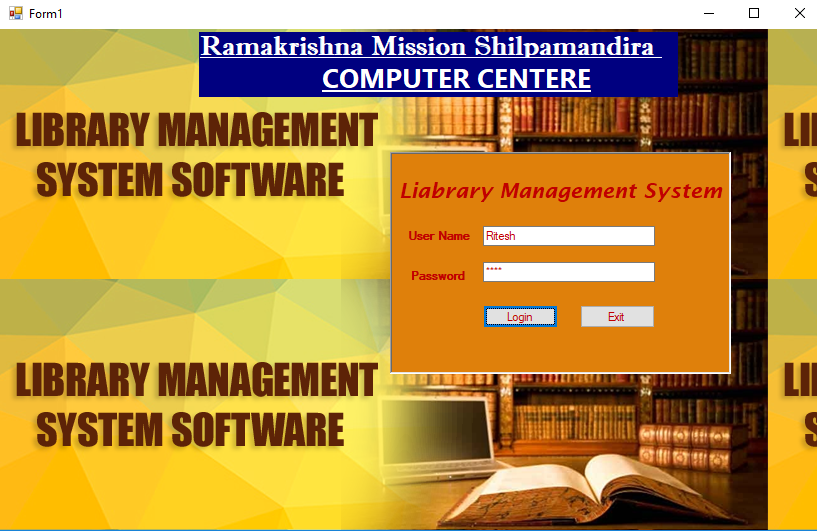 Form1
Ramakrishna Mission Shilpamandira
COMPUTER CENTERE
LIBRARY MANAGEMENT
SYSTEM SOFTWARE
Liabrary Management System
User Name
Ritesh
Password
****
Login
Exit
LIBRARY MANAGEMENT
SYSTEM SOFTWARE
LI
S
LI
S